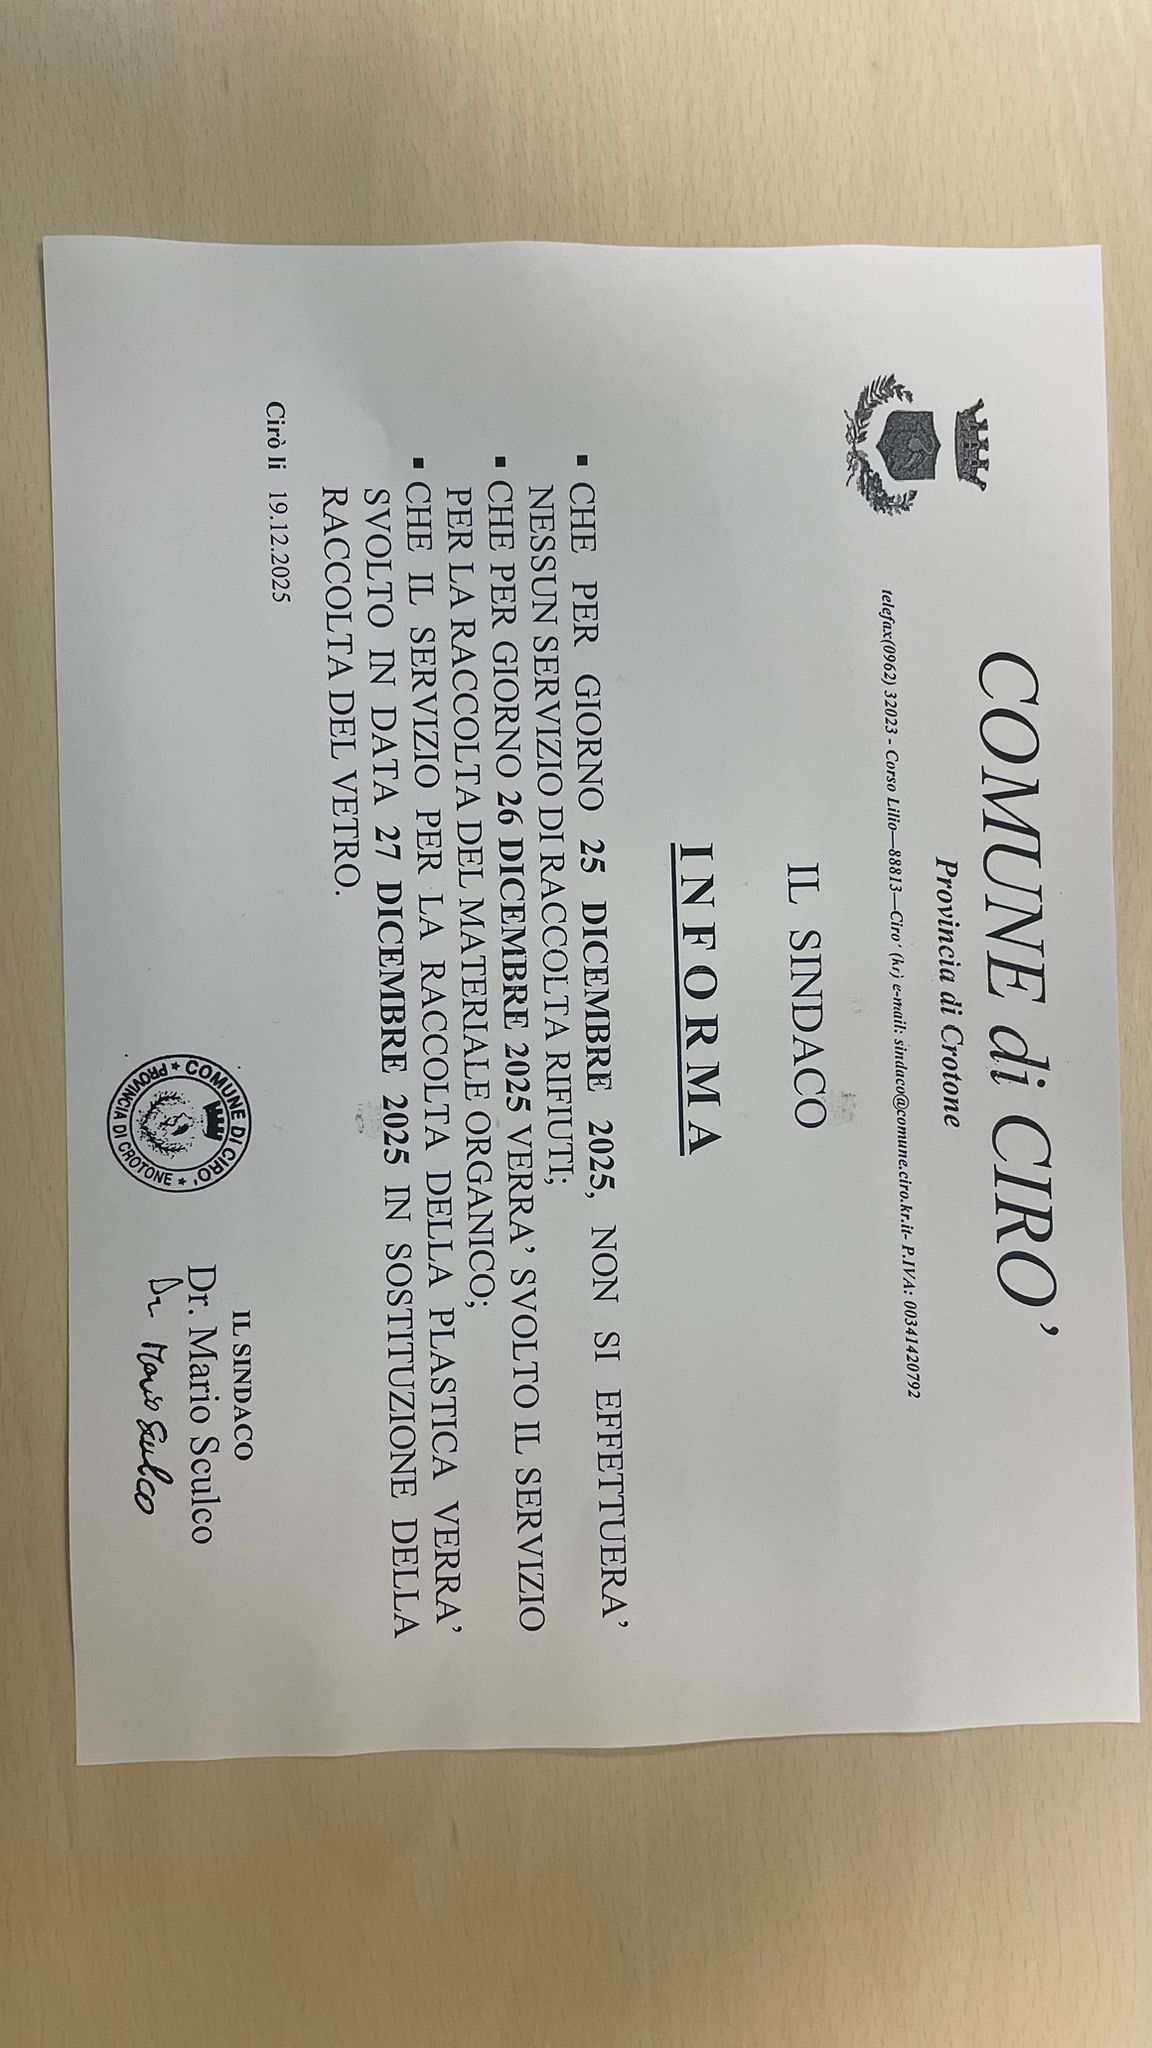 COMUNE di CIRO'
Provincia di Crotone
telefax(0962) 32023 - Corso Lilio—88813—Ciro' (kr) e-mail: sindaco@comune.ciro.kr.it- P.IVA: 00341420792
IL SINDACO
INFORMA
▪ CHE PER GIORNO 25 DICEMBRE 2025, NON SI EFFETTUERA'
NESSUN SERVIZIO DI RACCOLTA RIFIUTI;
▪ CHE PER GIORNO 26 DICEMBRE 2025 VERRA' SVOLTO IL SERVIZIO
PER LA RACCOLTA DEL MATERIALE ORGANICO;
▪ CHE IL SERVIZIO PER LA RACCOLTA DELLA PLASTICA VERRA'
SVOLTO IN DATA 27 DICEMBRE 2025 IN SOSTITUZIONE DELLA
RACCOLTA DEL VETRO.
Cirò lì 19.12.2025
COMUNE DI CIRO'
PROVINCIA DI CROTONE
IL SINDACO
Dr. Mario Sculco
Dr Mario Sculco